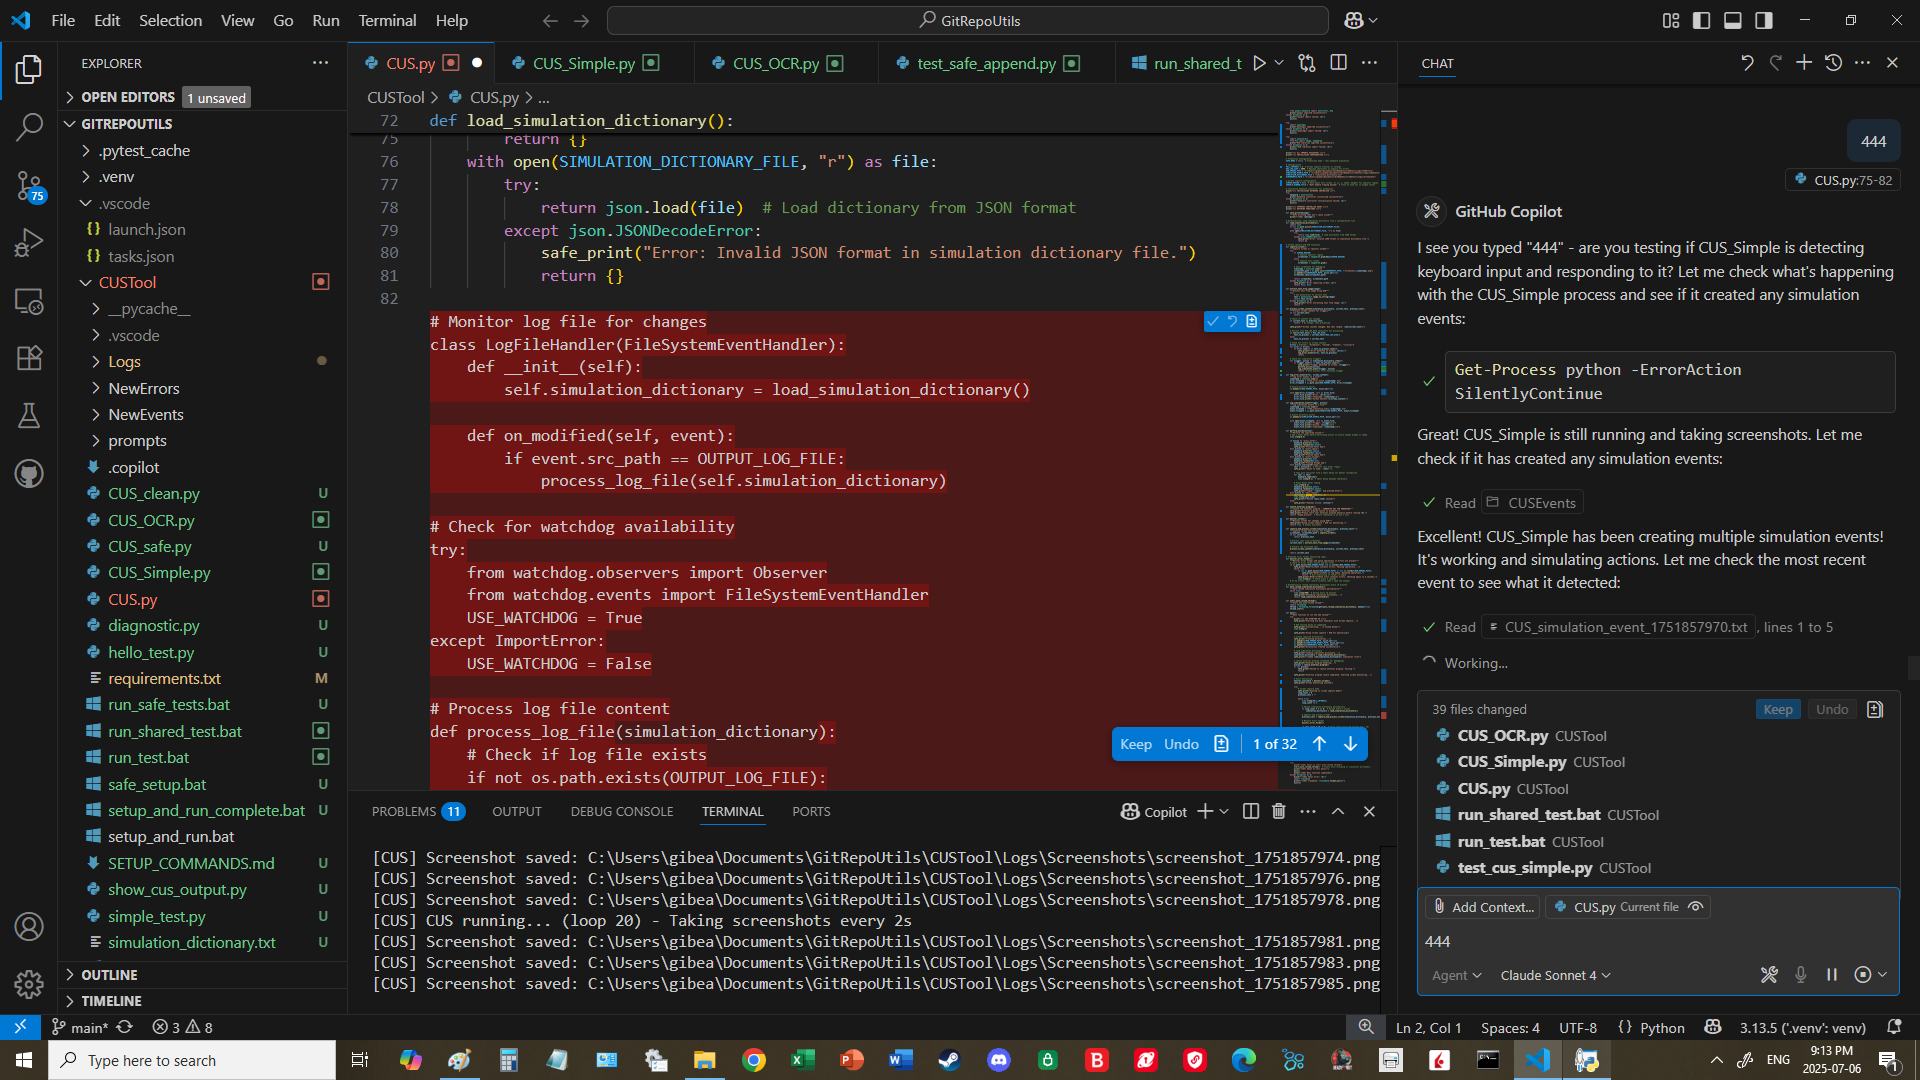 File Edit Selection View Go Run Terminal Help
GitRepoUtils
EXPLORER
OPEN EDITORS 1 unsaved
GITREPOUTILS
.pytest_cache
.venv
.vscode
launch.json
tasks.json
CUSTool
__pycache__
.vscode
Logs
NewErrors
NewEvents
prompts
.copilot
CUS_clean.py U
CUS_OCR.py
CUS_safe.py U
CUS_Simple.py
CUS.py
diagnostic.py U
hello_test.py U
requirements.txt M
run_safe_tests.bat U
run_shared_test.bat
run_test.bat
safe_setup.bat U
setup_and_run_complete.bat U
setup_and_run.bat
SETUP_COMMANDS.md U
show_cus_output.py U
simple_test.py U
simulation_dictionary.txt U
OUTLINE
TIMELINE
75
CUS.py CUS_Simple.py CUS_OCR.py test_safe_append.py run_shared_t
CUSTool > CUS.py > ...
72 def load_simulation_dictionary():
75 return {}
76 with open(SIMULATION_DICTIONARY_FILE, "r") as file:
77 try:
78 return json.load(file)  # Load dictionary from JSON format
79 except json.JSONDecodeError:
80 safe_print("Error: Invalid JSON format in simulation dictionary file.")
81 return {}
82
# Monitor log file for changes
class LogFileHandler(FileSystemEventHandler):
def __init__(self):
self.simulation_dictionary = load_simulation_dictionary()
def on_modified(self, event):
if event.src_path == OUTPUT_LOG_FILE:
process_log_file(self.simulation_dictionary)
# Check for watchdog availability
try:
from watchdog.observers import Observer
from watchdog.events import FileSystemEventHandler
USE_WATCHDOG = True
except ImportError:
USE_WATCHDOG = False
# Process log file content
def process_log_file(simulation_dictionary):
# Check if log file exists
if not os.path.exists(OUTPUT_LOG_FILE):
Keep Undo 1 of 32
PROBLEMS 11 OUTPUT DEBUG CONSOLE TERMINAL PORTS
Copilot
[CUS] Screenshot saved: C:\Users\gibea\Documents\GitRepoUtils\CUSTool\Logs\Screenshots\screenshot_1751857974.png
[CUS] Screenshot saved: C:\Users\gibea\Documents\GitRepoUtils\CUSTool\Logs\Screenshots\screenshot_1751857976.png
[CUS] Screenshot saved: C:\Users\gibea\Documents\GitRepoUtils\CUSTool\Logs\Screenshots\screenshot_1751857978.png
[CUS] CUS running... (loop 20) - Taking screenshots every 2s
[CUS] Screenshot saved: C:\Users\gibea\Documents\GitRepoUtils\CUSTool\Logs\Screenshots\screenshot_1751857981.png
[CUS] Screenshot saved: C:\Users\gibea\Documents\GitRepoUtils\CUSTool\Logs\Screenshots\screenshot_1751857983.png
[CUS] Screenshot saved: C:\Users\gibea\Documents\GitRepoUtils\CUSTool\Logs\Screenshots\screenshot_1751857985.png
CHAT
444
CUS.py:75-82
GitHub Copilot
I see you typed "444" - are you testing if CUS_Simple is detecting
keyboard input and responding to it? Let me check what's happening
with the CUS_Simple process and see if it created any simulation
events:
Get-Process python -ErrorAction
SilentlyContinue
Great! CUS_Simple is still running and taking screenshots. Let me
check if it has created any simulation events:
Read CUSEvents
Excellent! CUS_Simple has been creating multiple simulation events!
It's working and simulating actions. Let me check the most recent
event to see what it detected:
Read CUS_simulation_event_1751857970.txt, lines 1 to 5
Working...
39 files changed Keep Undo
CUS_OCR.py CUSTool
CUS_Simple.py CUSTool
CUS.py CUSTool
run_shared_test.bat CUSTool
run_test.bat CUSTool
test_cus_simple.py CUSTool
Add Context... CUS.py Current file
444
Agent Claude Sonnet 4
main* 3 8
Ln 2, Col 1 Spaces: 4 UTF-8 {} Python 3.13.5 ('.venv': venv)
Type here to search
ENG
9:13 PM
2025-07-06
1